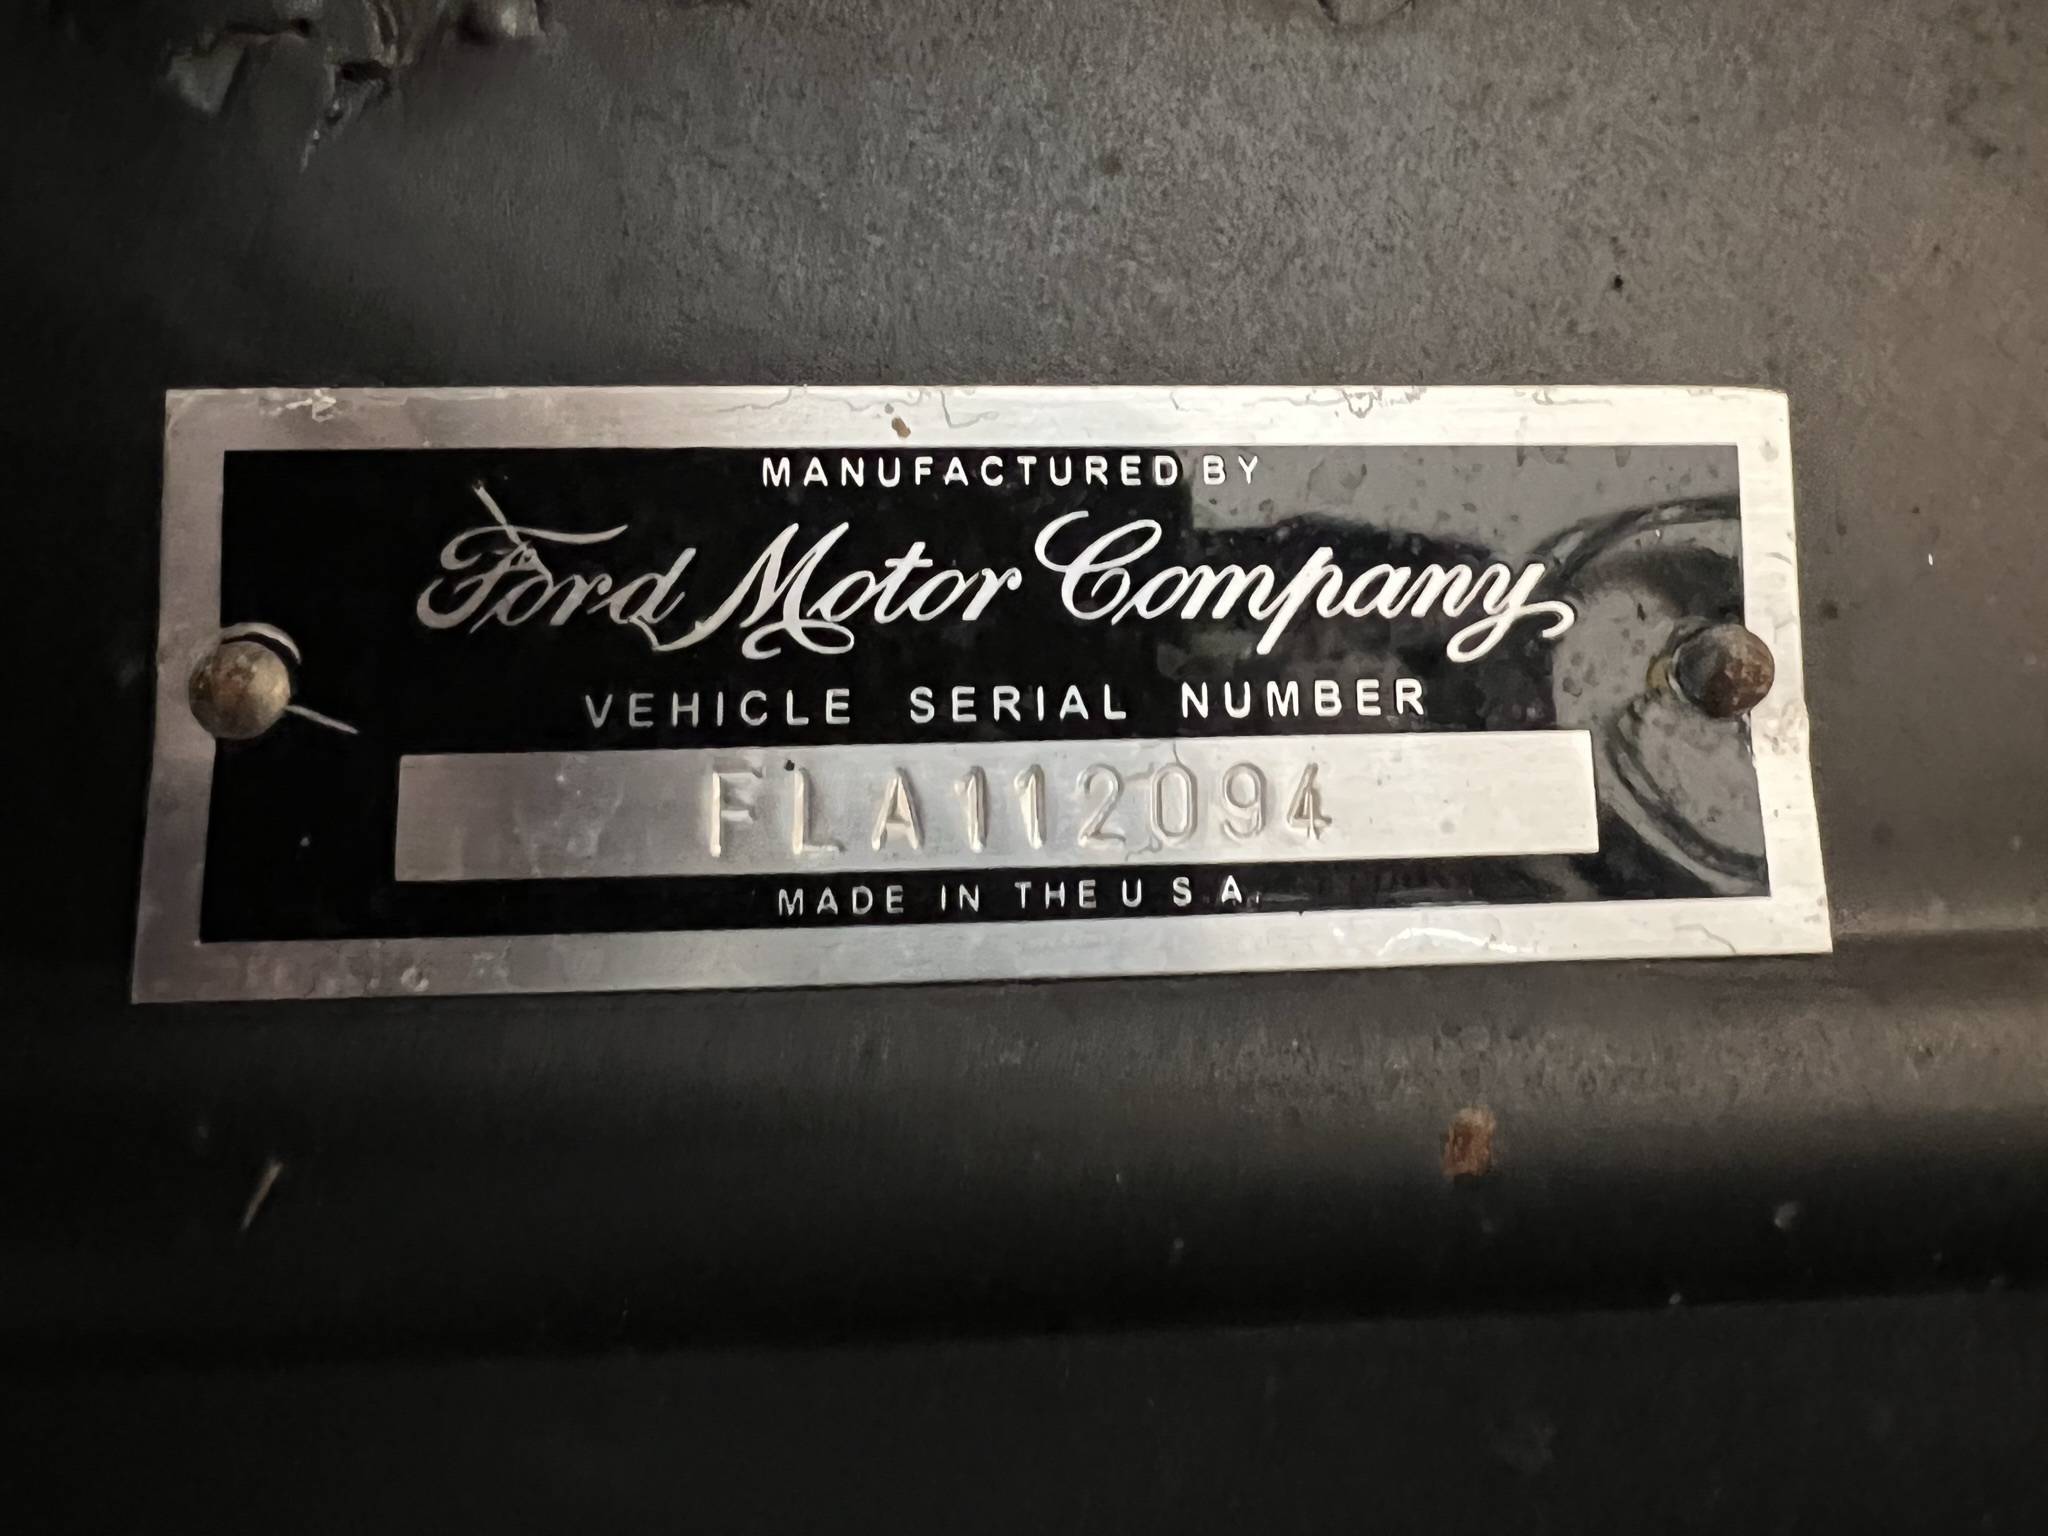 MANUFACTURED BY
Ford Motor Company
VEHICLE SERIAL NUMBER
FLA112094
MADE IN THE U S A.